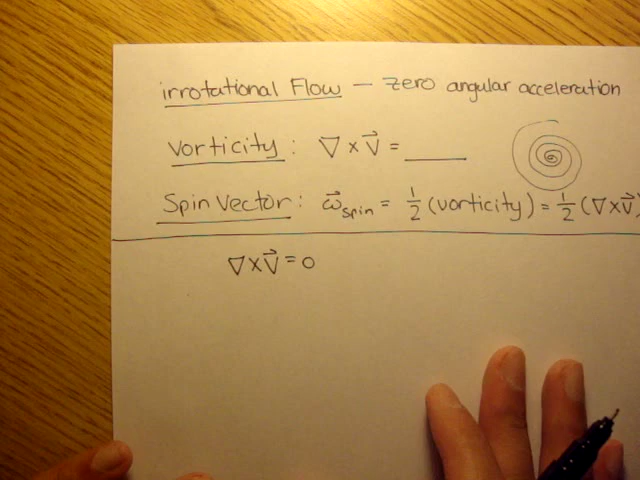 irrotational Flow — zero angular acceleration
Vorticity: ∇ × V⃗ = ____
Spin Vector: ω⃗spin = 1/2 (vorticity) = 1/2 (∇ × V⃗)
∇ × V⃗ = 0